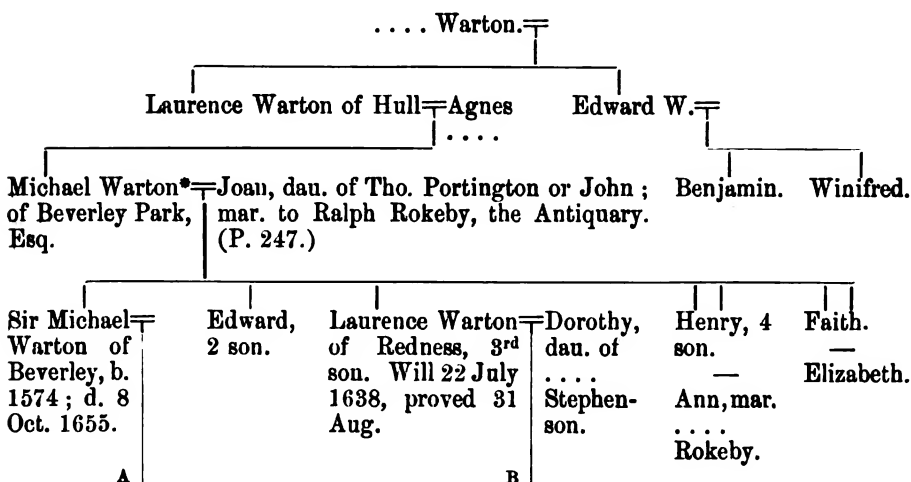 . . . . Warton.
Laurence Warton of Hull=Agnes
. . . .
Edward W.=
Michael Warton*=Joan, dau. of Tho. Portington or John ;
of Beverley Park,
Esq.
mar. to Ralph Rokeby, the Antiquary.
(P. 247.)
Benjamin.
Winifred.
Sir Michael=
Warton of
Beverley, b.
1574 ; d. 8
Oct. 1655.
Edward,
2 son.
Laurence Warton=
of Redness, 3rd
son. Will 22 July
1638, proved 31
Aug.
Dorothy,
dau. of
. . . .
Stephen-
son.
Henry, 4
son.
—
Ann, mar.
. . . .
Rokeby.
Faith.
—
Elizabeth.
A
B